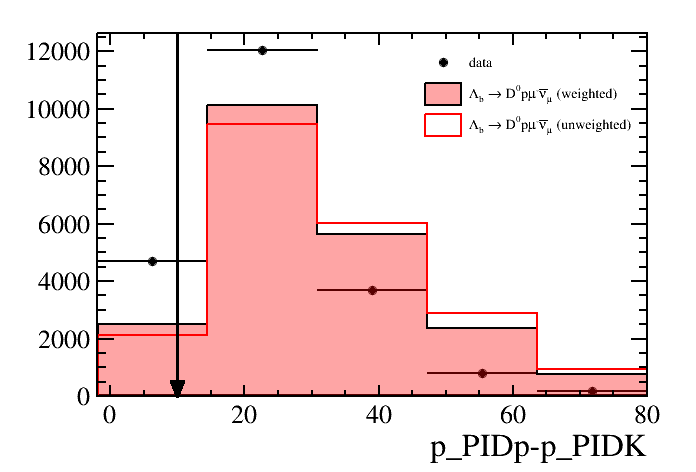 12000
10000
8000
6000
4000
2000
0
data
Λb → D0pμ ν̅μ (weighted)
Λb → D0pμ ν̅μ (unweighted)
0 20 40 60 80
p_PIDp-p_PIDK